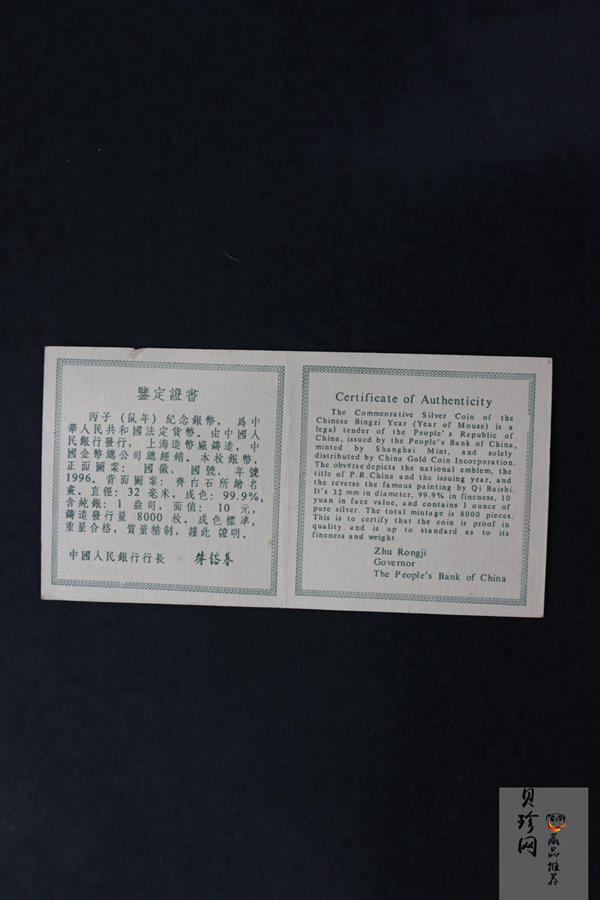 鑒定證書
丙子（鼠年）紀念銀幣，爲中
華人民共和國法定貨幣，由中國人
民銀行發行，上海造幣廠鑄造，中
國金幣總公司總經銷。本枚銀幣，
正面圖案：國徽、國號、年號
1996。背面圖案：齊白石所繪名
畫。直徑：32毫米，成色：99.9%，
含純銀：1盎司，面值：10元，
鑄造發行量8000枚。成色標準，
重量合格，質量精制，謹此證明。
中國人民銀行行長 朱鎔基
Certificate of Authenticity
The Commeorative Silver Coin of the
Chinese Bingzi Year (Year of Mouse) is a
legal tender of the People's Republic of
China, issued by the People's Bank of China,
minted by Shanghai Mint, and solely
distributed by China Gold Coin Incorporation.
The obverse depicts the national emblem, the
title of P.R.China and the issuing year, and
the reverse the famous painting by Qi Baishi.
It's 32 mm in diameter, 99.9% in fineness, 10
yuan in face value, and contains 1 ounce of
pure silver. The total mintage is 8000 pieces.
This is to certify that the coin is proof in
quality and is up to standard as to its
fineness and weight.
Zhu Rongji
Governor
The People's Bank of China
贝珍网
藏品推荐